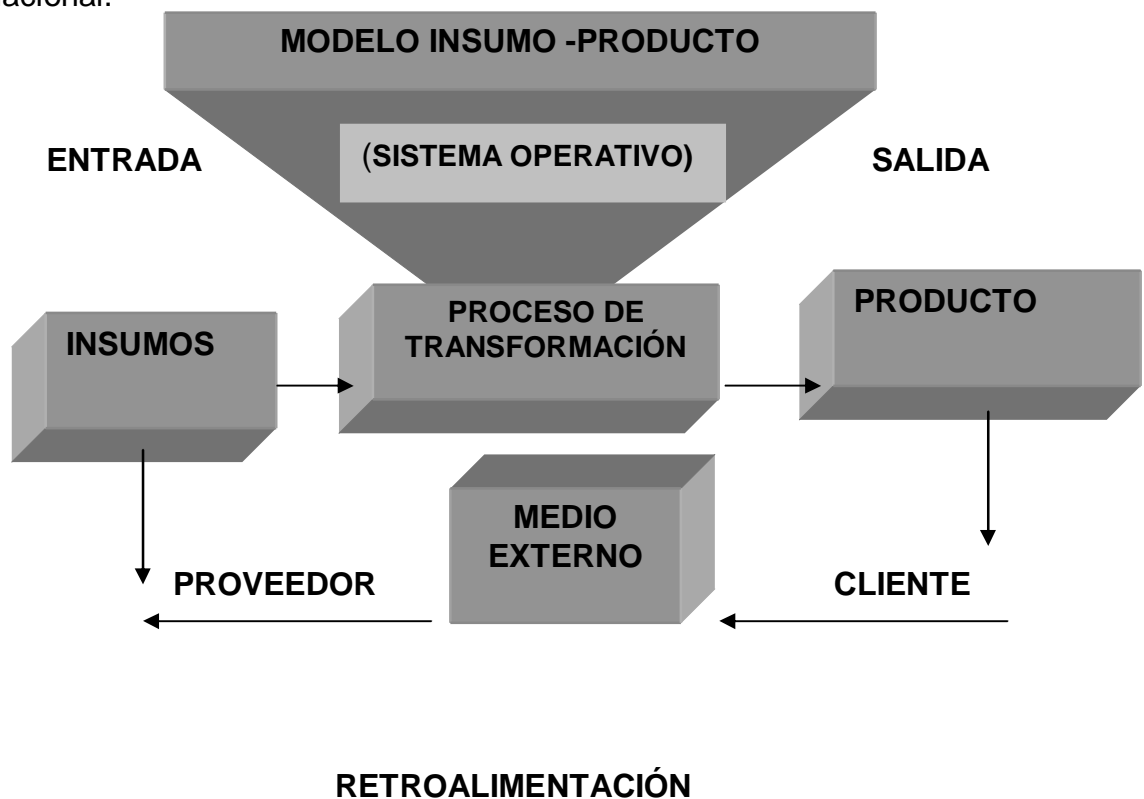 MODELO INSUMO -PRODUCTO
ENTRADA
(SISTEMA OPERATIVO)
SALIDA
INSUMOS
PROCESO DE
TRANSFORMACIÓN
PRODUCTO
MEDIO
EXTERNO
PROVEEDOR
CLIENTE
RETROALIMENTACIÓN